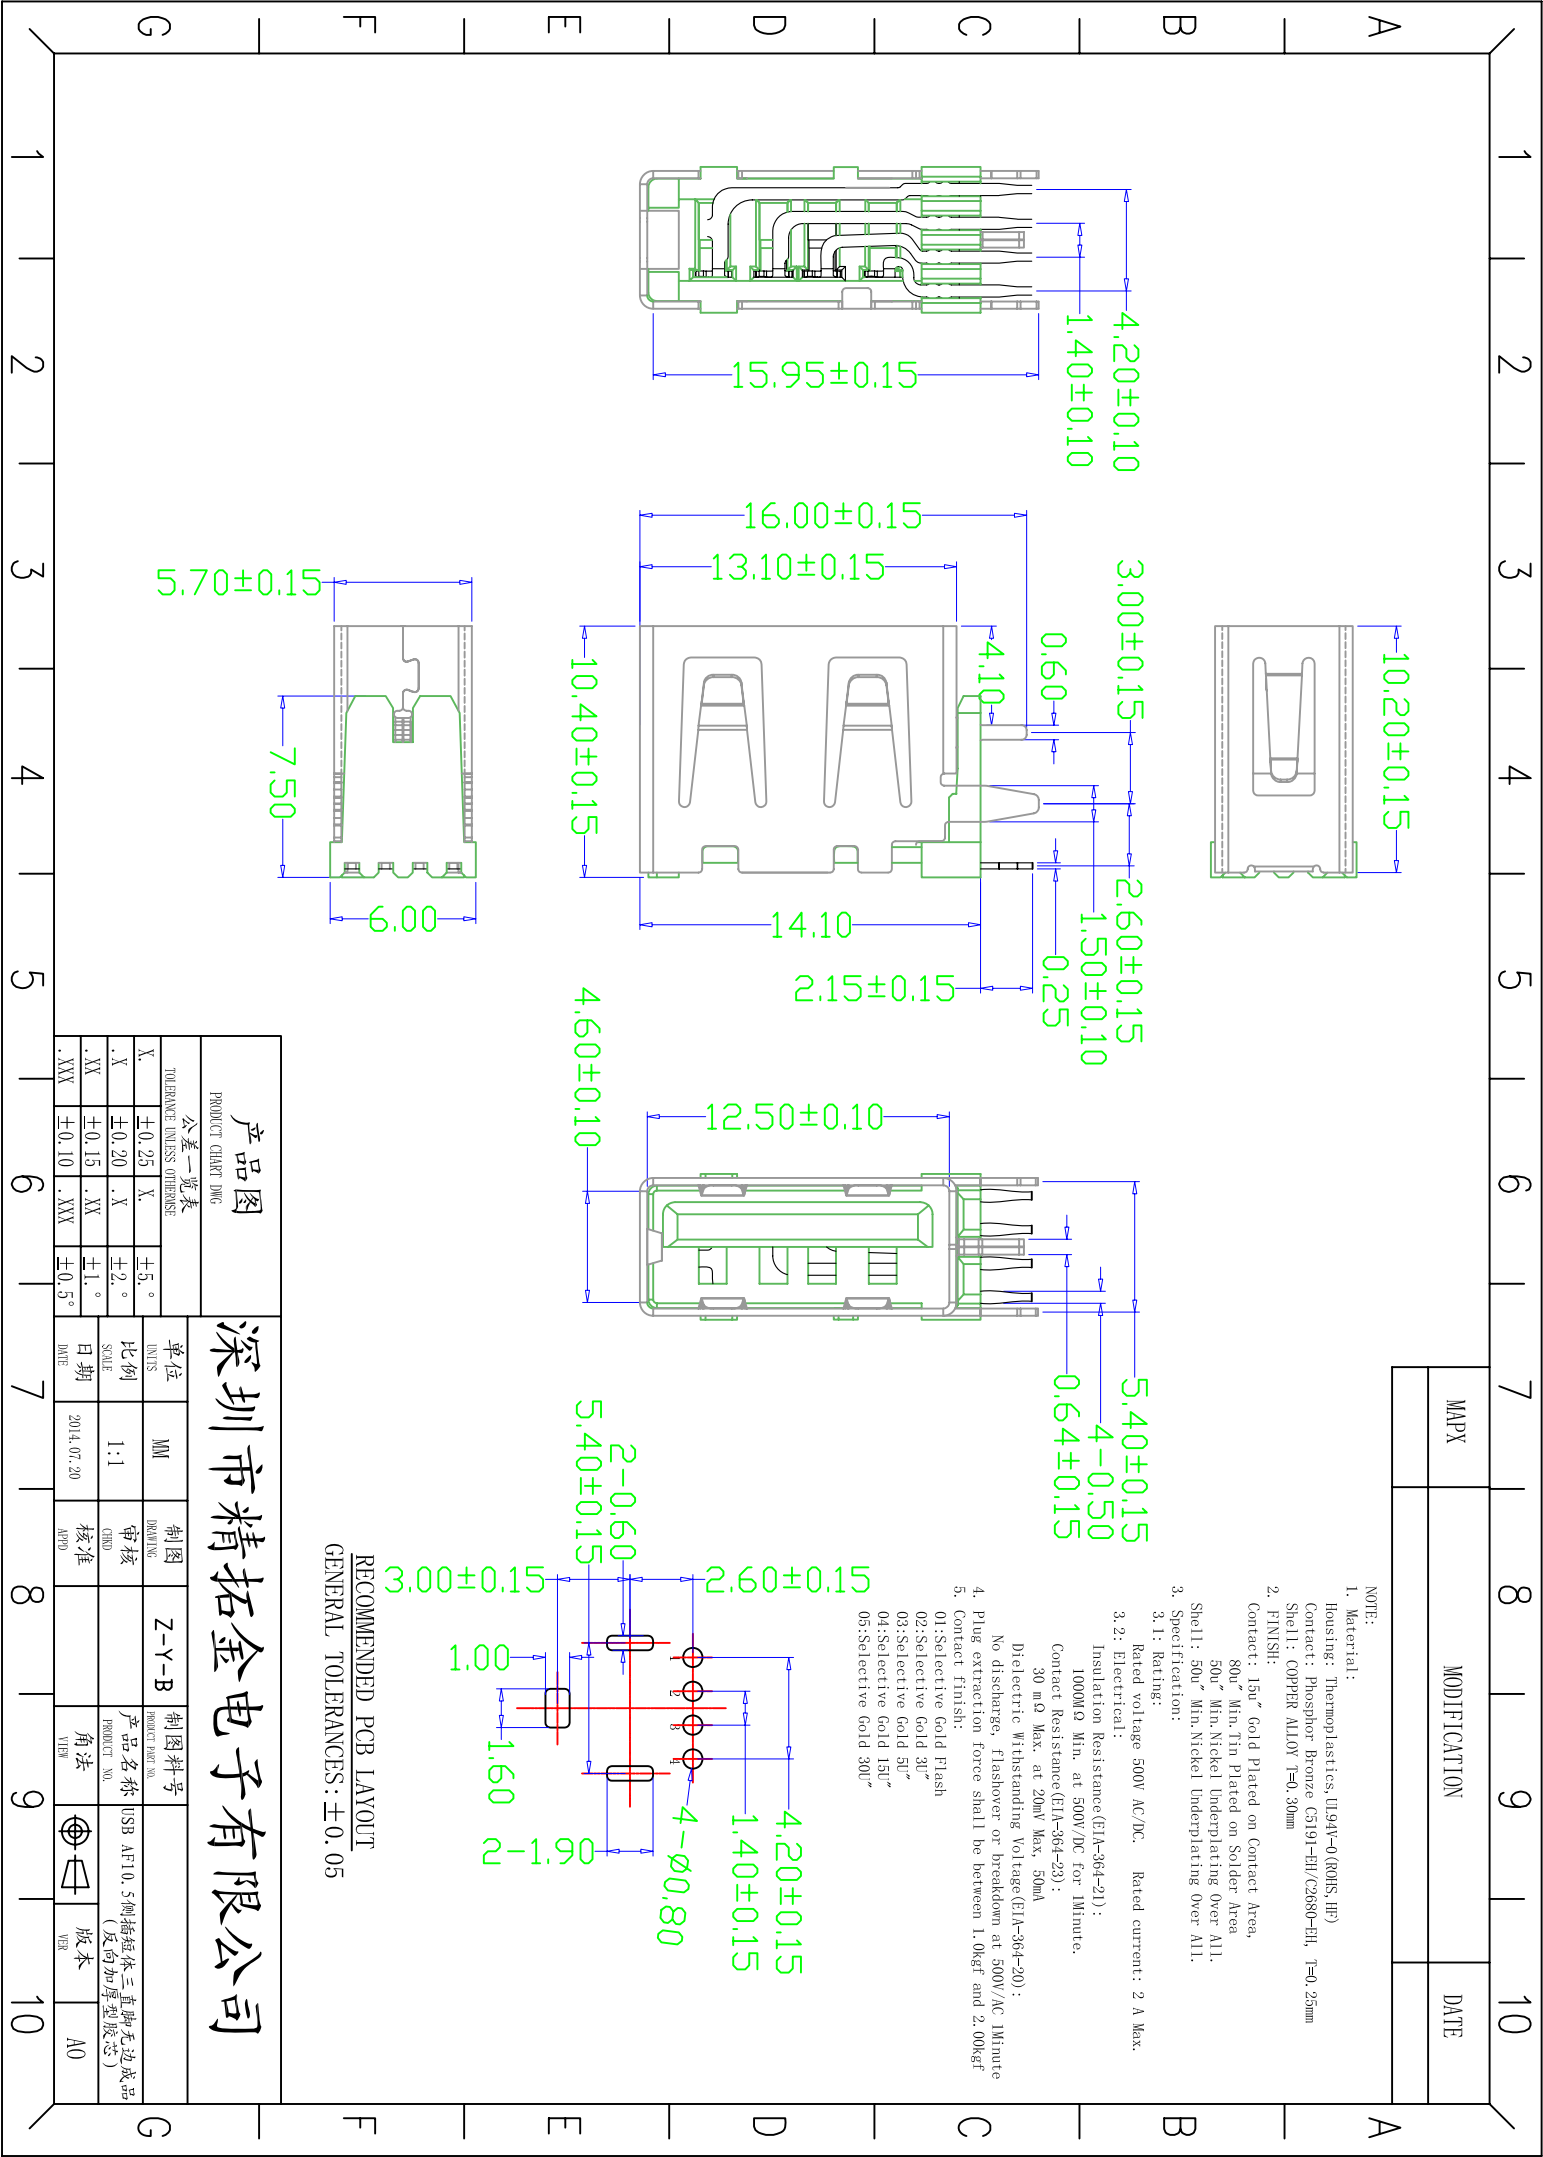 1 2 3 4 5 6 7 8 9 10
A
B
C
D
E
F
G
A
B
C
D
E
F
G
1 2 3 4 5 6 7 8 9 10
MAPX MODIFICATION DATE
4.20±0.10
1.40±0.10
15.95±0.15
10.20±0.15
3.00±0.15
0.60
4.10
16.00±0.15
13.10±0.15
10.40±0.15
2.60±0.15
1.50±0.10
0.25
14.10
2.15±0.15
5.70±0.15
7.50
6.00
12.50±0.10
4.60±0.10
5.40±0.15
4-0.50
0.64±0.15
NOTE:
1. Material:
Housing: Thermoplastics,UL94V-0(ROHS,HF)
Contact: Phosphor Bronze C5191-EH/C2680-EH, T=0.25mm
Shell: COPPER ALLOY T=0.30mm
2. FINISH:
Contact: 15u" Gold Plated on Contact Area,
80u" Min.Tin Plated on Solder Area
50u" Min.Nickel Underplating Over All.
Shell: 50u" Min.Nickel Underplating Over All.
3. Specification:
3.1: Rating:
Rated voltage 500V AC/DC. Rated current: 2 A Max.
3.2: Electrical:
Insulation Resistance(EIA-364-21):
1000MΩ Min. at 500V/DC for 1Minute.
Contact Resistance(EIA-364-23):
30 mΩ Max. at 20mV Max, 50mA
Dielectric Withstanding Voltage(EIA-364-20):
No discharge, flashover or breakdown at 500V/AC 1Minute
4. Plug extraction force shall be between 1.0kgf and 2.00kgf
5. Contact finish:
01:Selective Gold Flash
02:Selective Gold 3U"
03:Selective Gold 5U"
04:Selective Gold 15U"
05:Selective Gold 30U"
4.20±0.15
1.40±0.15
4-Ø0.80
2-1.90
2.60±0.15
2-0.60
5.40±0.15
3.00±0.15
1.00
1.60
1 2 3 4
RECOMMENDED PCB LAYOUT
GENERAL TOLERANCES:±0.05
产品图
PRODUCT CHART DWG
公差一览表
TOLERANCE UNLESS OTHERWISE
X. ±0.25 X. ±5.°
.X ±0.20 .X ±2.°
.XX ±0.15 .XX ±1.°
.XXX ±0.10 .XXX ±0.5°
深圳市精拓金电子有限公司
单位 MM 制图 Z-Y-B 制图料号
UNITS DRAWING PRODUCT PART NO.
比例 1:1 审核 产品名称 USB AF10.5侧插短体三直脚无边成品
SCALE CHKD PRODUCT NO. (反向加厚型胶芯)
日期 2014.07.20 核准 角法 版本 A0
DATE APPD VIEW VER